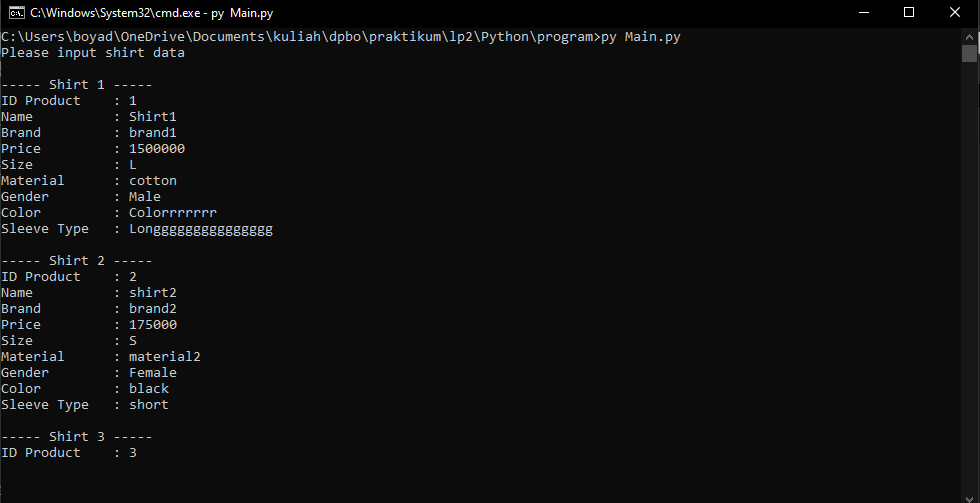 C:\Windows\System32\cmd.exe - py  Main.py
C:\Users\boyad\OneDrive\Documents\kuliah\dpbo\praktikum\lp2\Python\program>py Main.py
Please input shirt data

----- Shirt 1 -----
ID Product    : 1
Name          : Shirt1
Brand         : brand1
Price         : 1500000
Size          : L
Material      : cotton
Gender        : Male
Color         : Colorrrrrrr
Sleeve Type   : Longggggggggggggggg

----- Shirt 2 -----
ID Product    : 2
Name          : shirt2
Brand         : brand2
Price         : 175000
Size          : S
Material      : material2
Gender        : Female
Color         : black
Sleeve Type   : short

----- Shirt 3 -----
ID Product    : 3